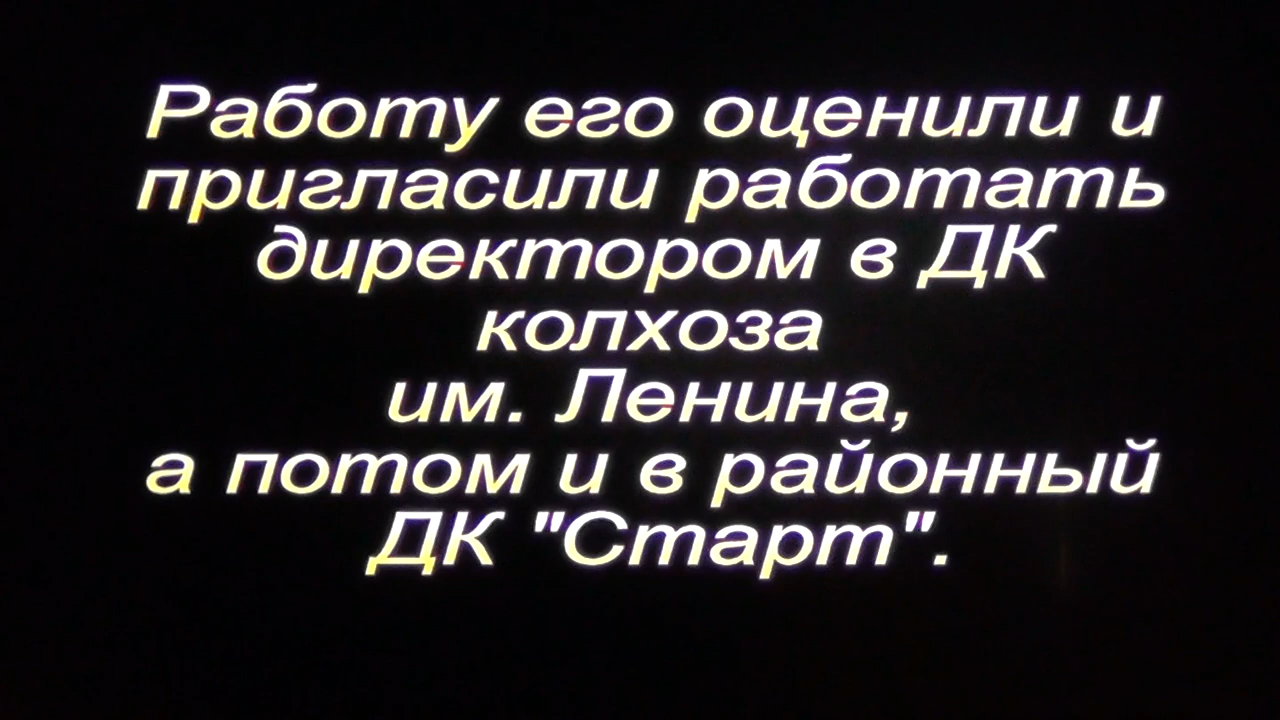 Работу его оценили и
пригласили работать
директором в ДК
колхоза
им. Ленина,
а потом и в районный
ДК "Старт".